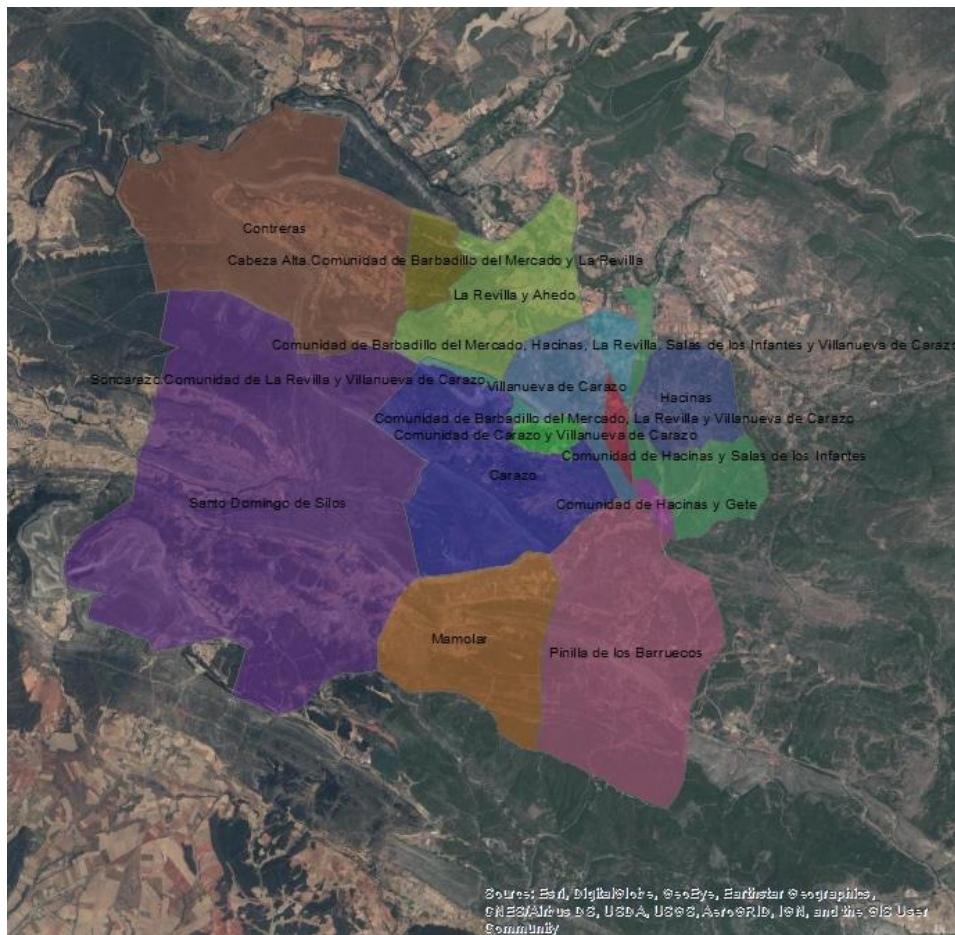 Contreras
Cabeza Alta.Comunidad de Barbadillo del Mercado y La Revilla
La Revilla y Ahedo
Comunidad de Barbadillo del Mercado, Hacinas, La Revilla, Salas de los Infantes y Villanueva de Carazo
Soncarazo.Comunidad de La Revilla y Villanueva de Carazo
Villanueva de Carazo
Hacinas
Comunidad de Barbadillo del Mercado, La Revilla y Villanueva de Carazo
Comunidad de Carazo y Villanueva de Carazo
Comunidad de Hacinas y Salas de los Infantes
Carazo
Santo Domingo de Silos
Comunidad de Hacinas y Gete
Mamolar
Pinilla de los Barruecos
Source: Esri, DigitalGlobe, GeoEye, Earthstar Geographics,
CNES/Airbus DS, USDA, USGS, AeroGRID, IGN, and the GIS User
Community